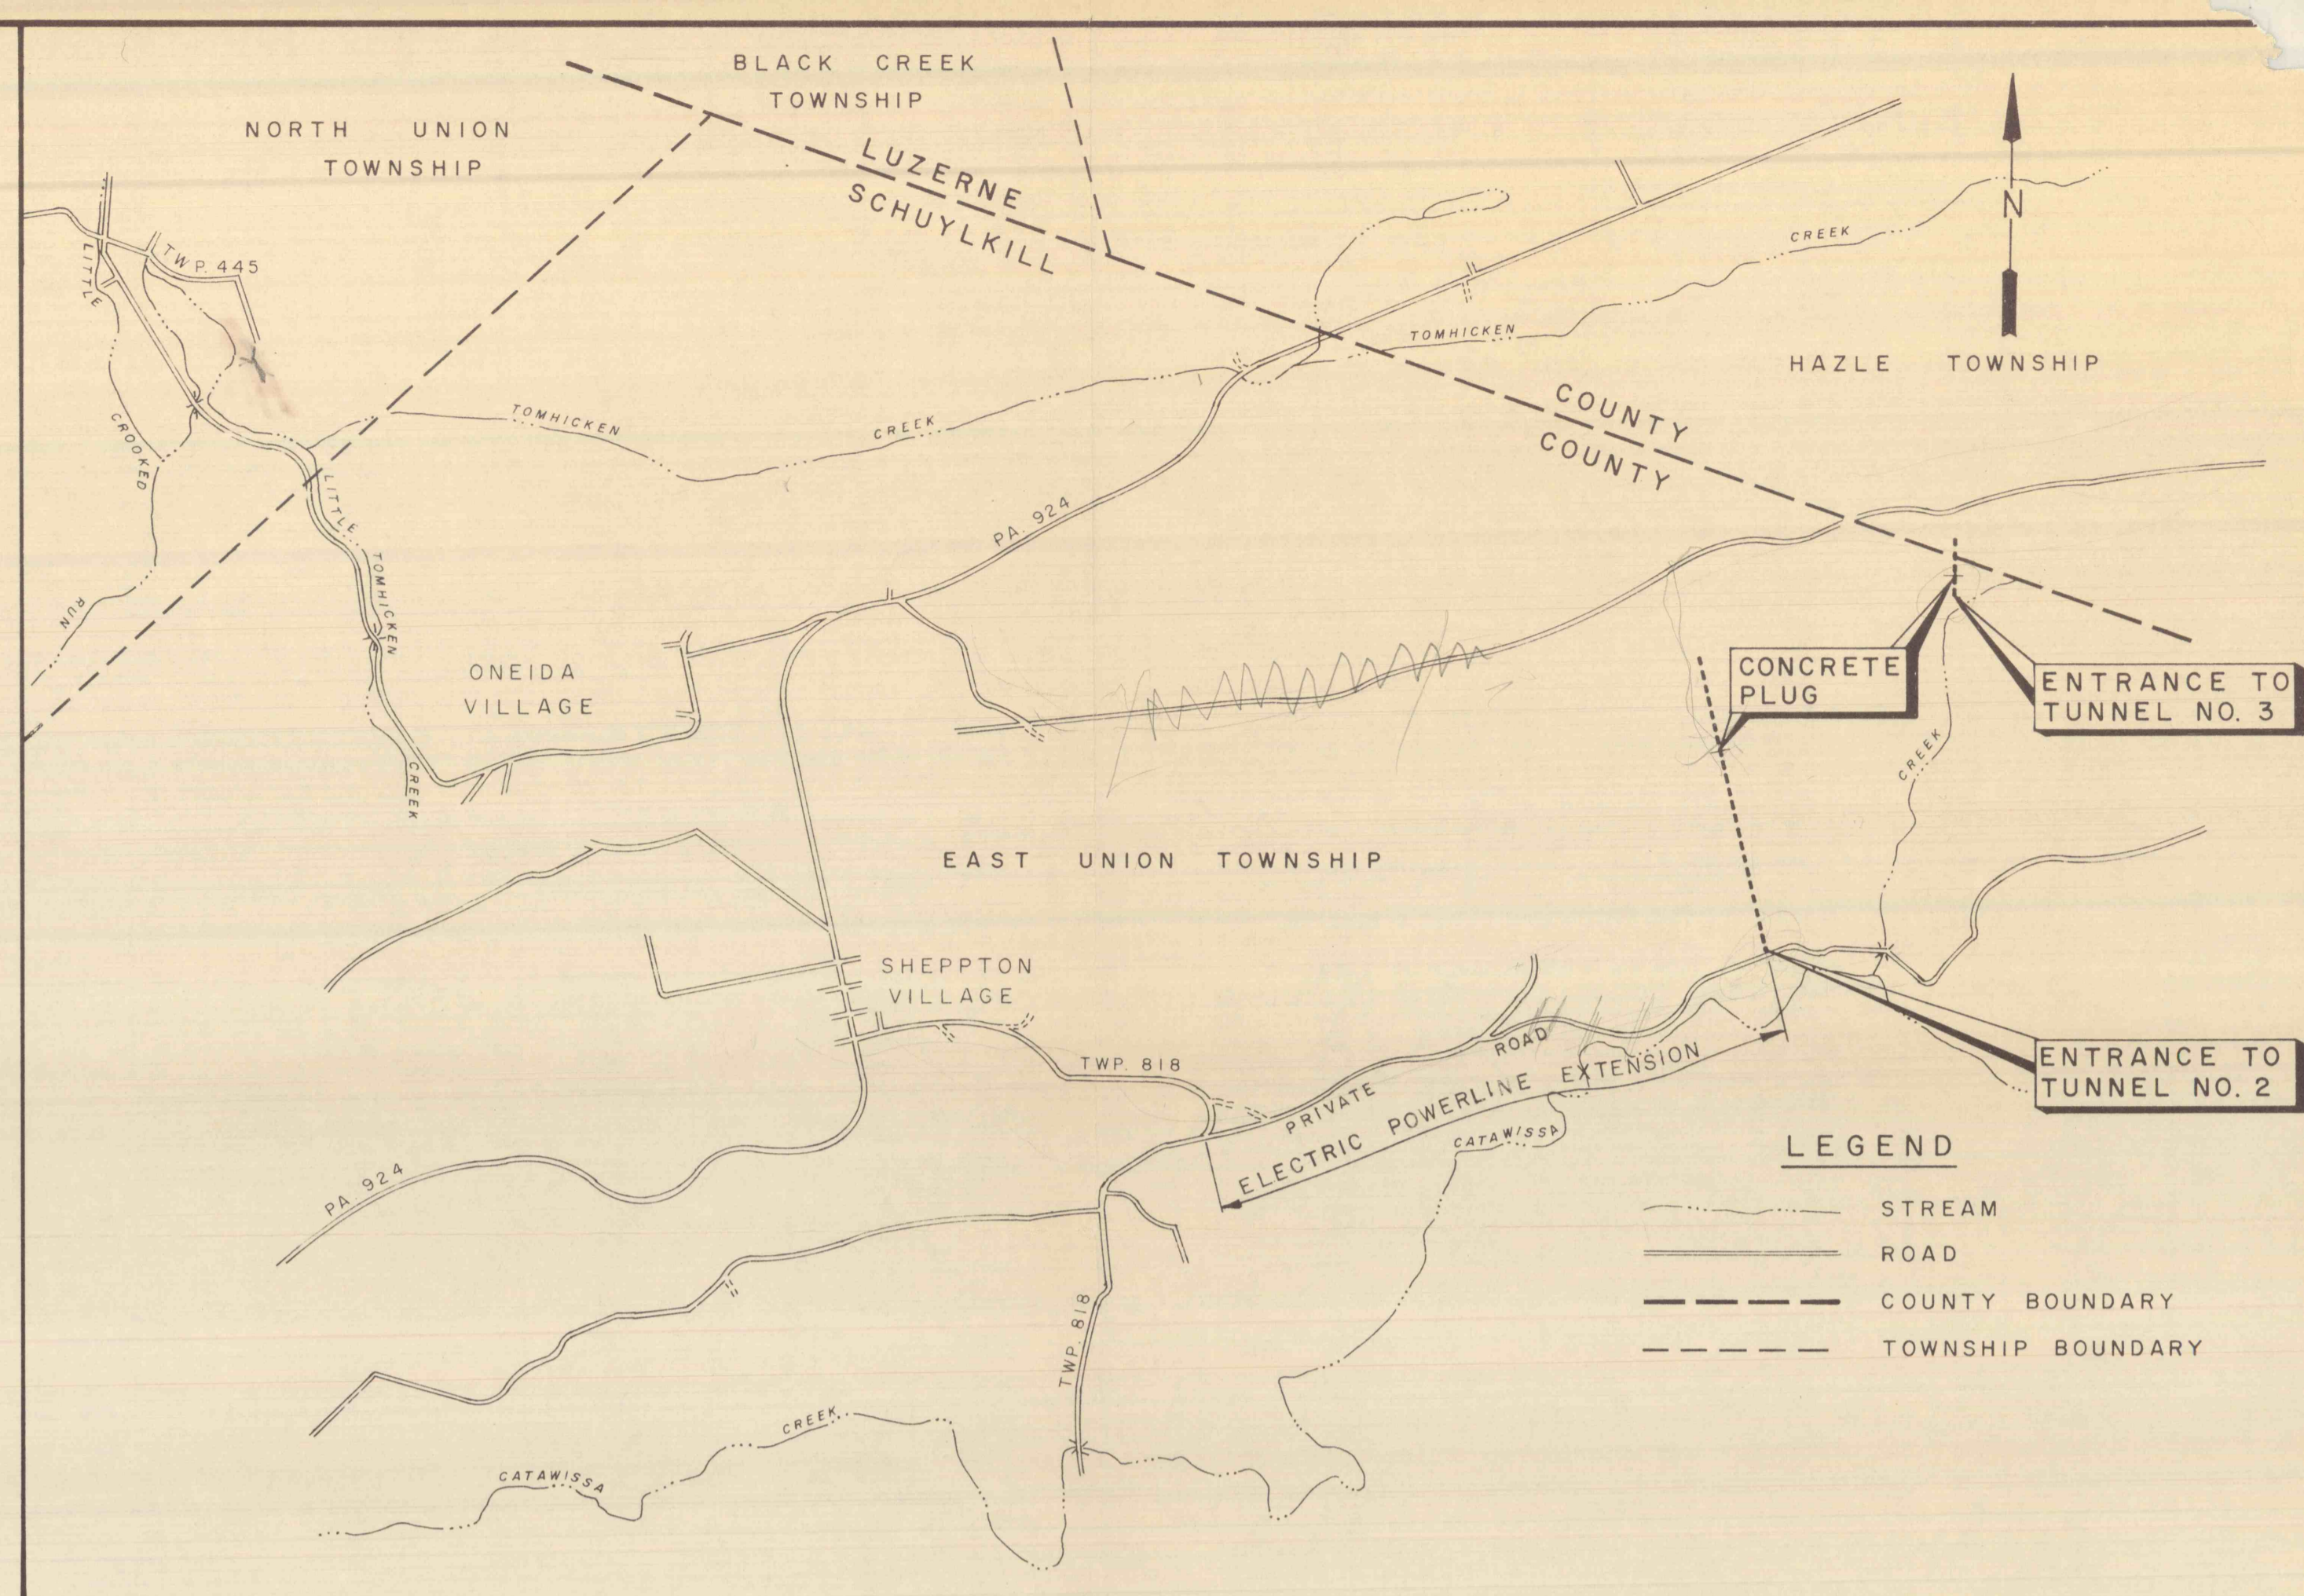 BLACK CREEK
TOWNSHIP
NORTH UNION
TOWNSHIP
LUZERNE
SCHUYLKILL
N
CREEK
TWP. 445
LITTLE
TOMHICKEN
HAZLE TOWNSHIP
COUNTY
COUNTY
TOMHICKEN
CREEK
CROOKED
LITTLE
PA. 924
TOMHICKEN
RUN
ONEIDA
VILLAGE
CONCRETE
PLUG
ENTRANCE TO
TUNNEL NO. 3
CREEK
CREEK
EAST UNION TOWNSHIP
SHEPPTON
VILLAGE
TWP. 818
ROAD
PRIVATE
ELECTRIC POWERLINE EXTENSION
ENTRANCE TO
TUNNEL NO. 2
CATAWISSA
PA. 924
LEGEND
STREAM
ROAD
COUNTY BOUNDARY
TOWNSHIP BOUNDARY
TWP. 818
CREEK
CATAWISSA